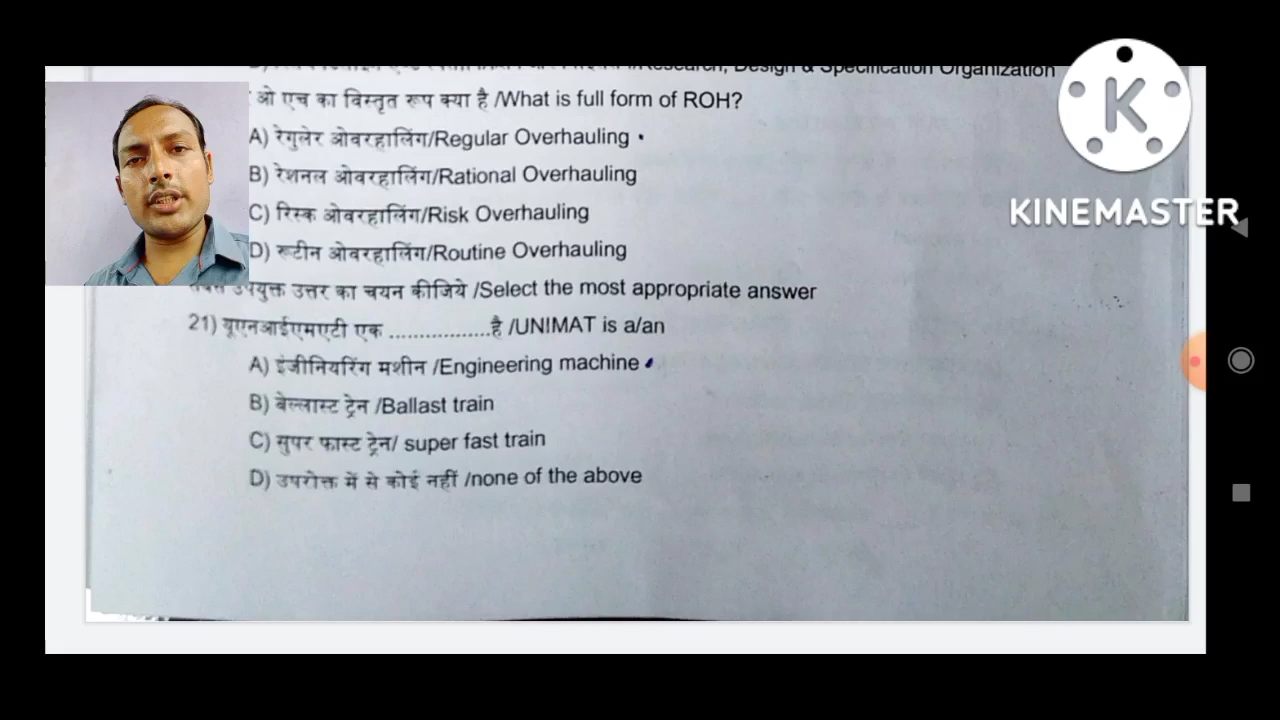 Research, Design & Specification Organization
ओ एच का विस्तृत रूप क्या है /What is full form of ROH?
A) रेगुलेर ओवरहालिंग/Regular Overhauling
B) रेशनल ओवरहालिंग/Rational Overhauling
C) रिस्क ओवरहालिंग/Risk Overhauling
D) रूटीन ओवरहालिंग/Routine Overhauling
उपयुक्त उत्तर का चयन कीजिये /Select the most appropriate answer
21) यूएनआईएमएटी एक .................है /UNIMAT is a/an
A) इंजीनियरिंग मशीन /Engineering machine
B) बेल्लास्ट ट्रेन /Ballast train
C) सुपर फास्ट ट्रेन/ super fast train
D) उपरोक्त में से कोई नहीं /none of the above
K
KINEMASTER